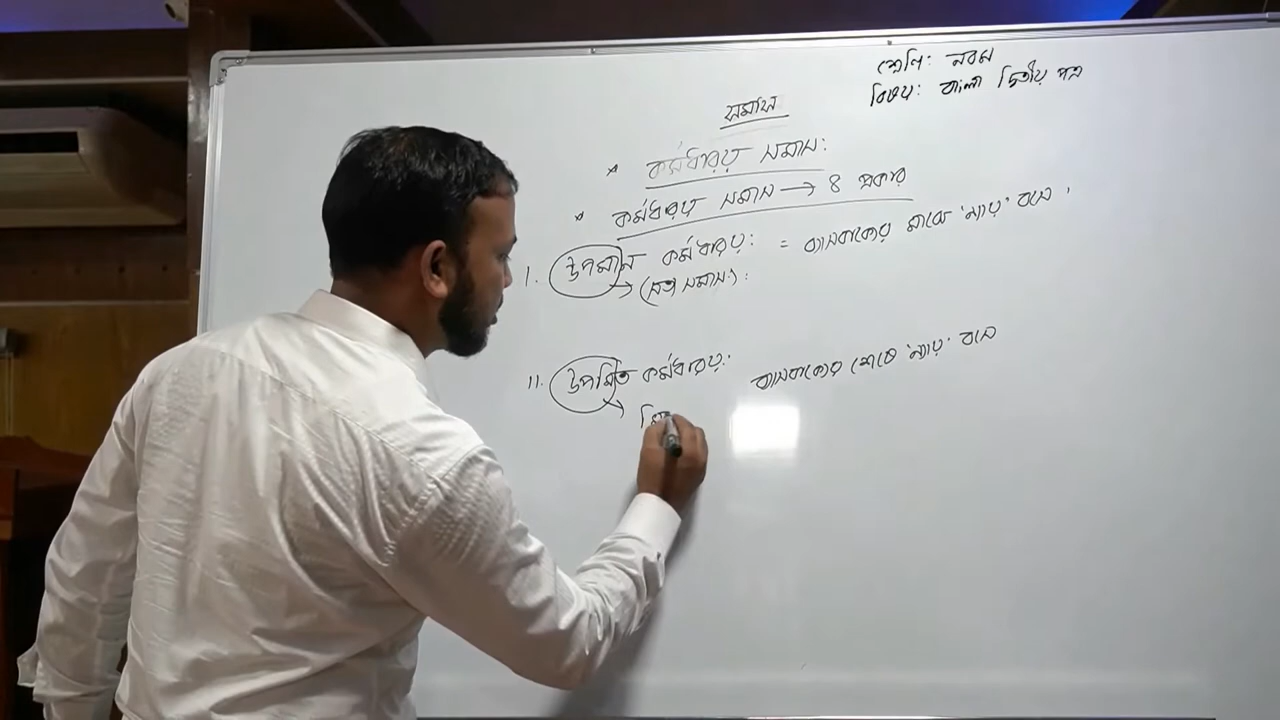 শ্রেণি: নবম
বিষয়: বাংলা দ্বিতীয় পত্র
সমাস
* কর্মধারয় সমাস:
* কর্মধারয় সমাস → ৪ প্রকার
I. উপমান কর্মধারয়: = ব্যাসবাক্যের মাঝে 'ন্যায়' বসে।
→ ( সমাস) :
II. উপমিত কর্মধারয়: ব্যাসবাক্যের শেষে 'ন্যায়' বসে
→